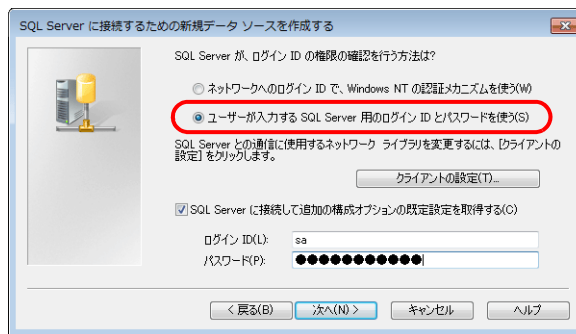 SQL Server に接続するための新規データ ソースを作成する
SQL Server が、ログイン ID の権限の確認を行う方法は?
ネットワークへのログイン ID で、Windows NT の認証メカニズムを使う(W)
ユーザーが入力する SQL Server 用のログイン ID とパスワードを使う(S)
SQL Server との通信に使用するネットワーク ライブラリを変更するには、[クライアントの
設定] をクリックします。
クライアントの設定(T)...
SQL Server に接続して追加の構成オプションの既定設定を取得する(C)
ログイン ID(L): sa
パスワード(P): ●●●●●●●●●●●
< 戻る(B) 次へ(N) > キャンセル ヘルプ